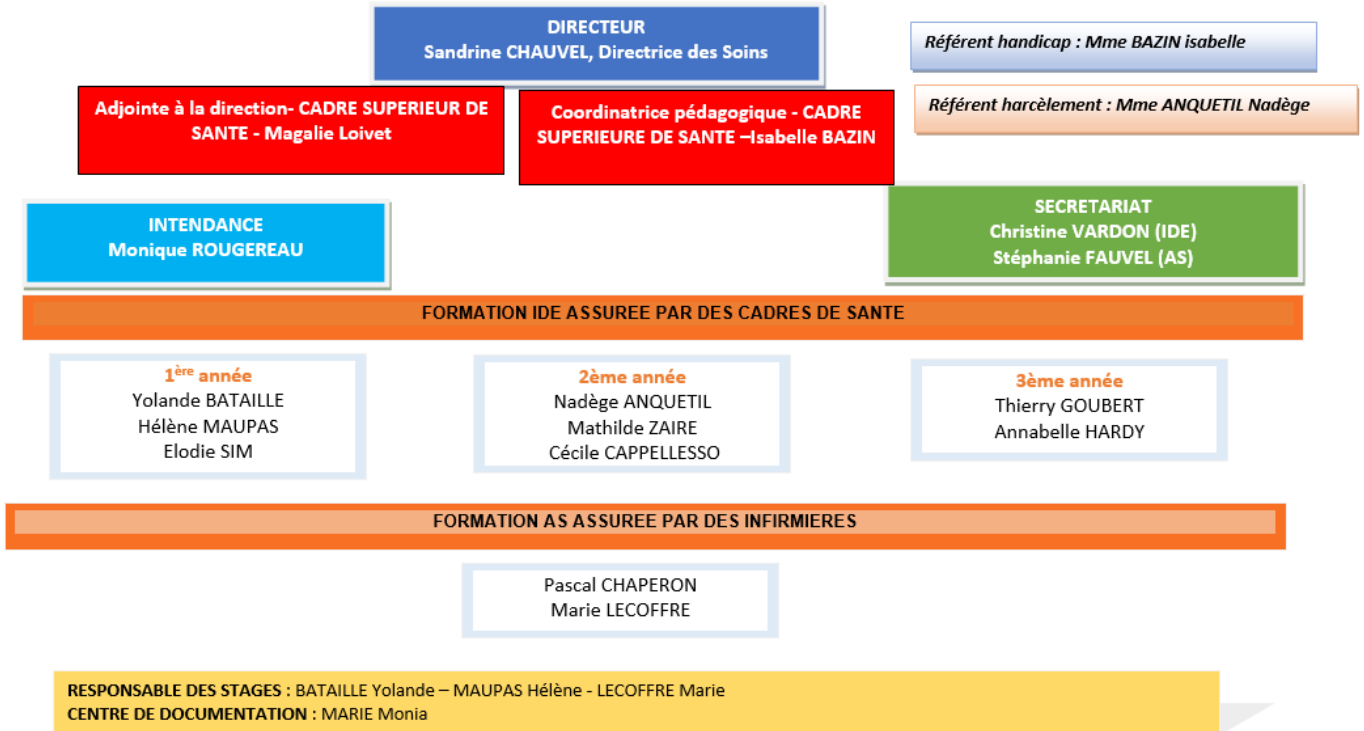 DIRECTEUR
Sandrine CHAUVEL, Directrice des Soins
Référent handicap : Mme BAZIN isabelle
Référent harcèlement : Mme ANQUETIL Nadège
Adjointe à la direction- CADRE SUPERIEUR DE
SANTE - Magalie Loivet
Coordinatrice pédagogique - CADRE
SUPERIEURE DE SANTE –Isabelle BAZIN
INTENDANCE
Monique ROUGEREAU
SECRETARIAT
Christine VARDON (IDE)
Stéphanie FAUVEL (AS)
FORMATION IDE ASSUREE PAR DES CADRES DE SANTE
1ère année
Yolande BATAILLE
Hélène MAUPAS
Elodie SIM
2ème année
Nadège ANQUETIL
Mathilde ZAIRE
Cécile CAPPELLESSO
3ème année
Thierry GOUBERT
Annabelle HARDY
FORMATION AS ASSUREE PAR DES INFIRMIERES
Pascal CHAPERON
Marie LECOFFRE
RESPONSABLE DES STAGES : BATAILLE Yolande – MAUPAS Hélène - LECOFFRE Marie
CENTRE DE DOCUMENTATION : MARIE Monia